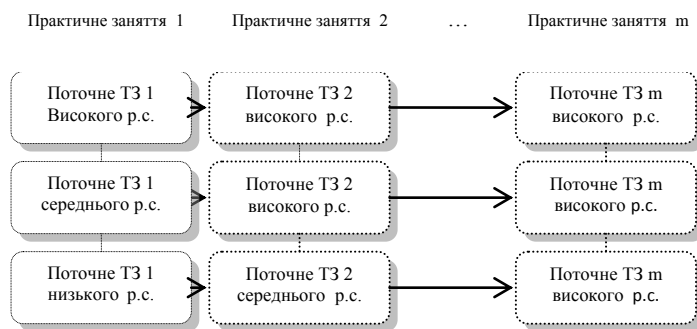 Практичне заняття 1
Практичне заняття 2
...
Практичне заняття m
Поточне ТЗ 1
Високого р.с.
Поточне ТЗ 2
високого р.с.
Поточне ТЗ m
високого р.с.
Поточне ТЗ 1
середнього р.с.
Поточне ТЗ 2
високого р.с.
Поточне ТЗ m
високого р.с.
Поточне ТЗ 1
низького р.с.
Поточне ТЗ 2
середнього р.с.
Поточне ТЗ m
високого р.с.